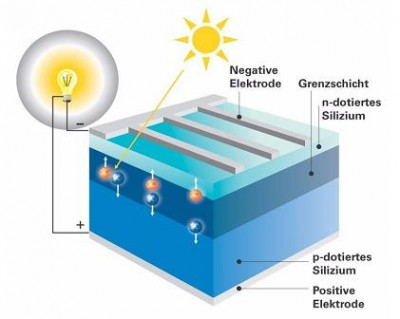 Negative
Elektrode
Grenzschicht
n-dotiertes
Silizium
−
+
p-dotiertes
Silizium
Positive
Elektrode